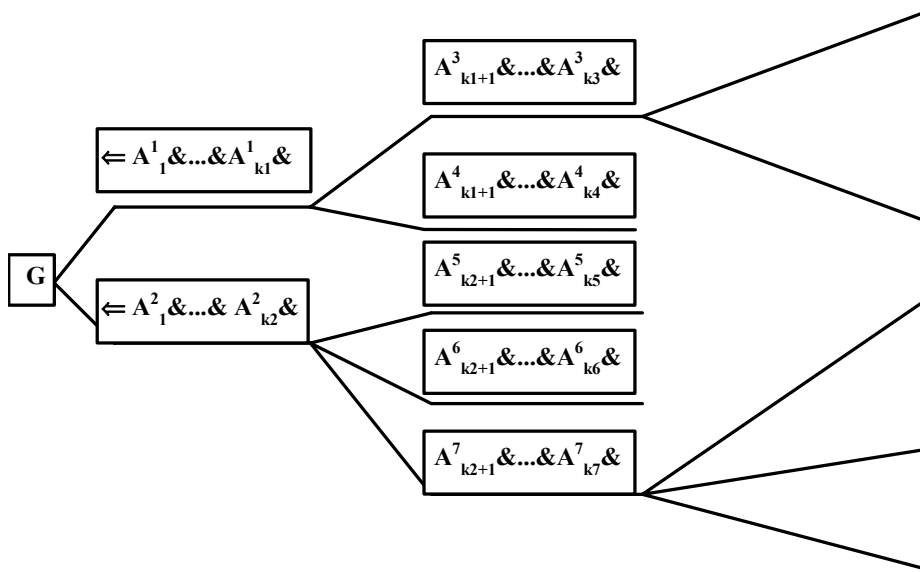 A³ₖ₁₊₁&...&A³ₖ₃&
⇐ A¹₁&...&A¹ₖ₁&
A⁴ₖ₁₊₁&...&A⁴ₖ₄&
G
A⁵ₖ₂₊₁&...&A⁵ₖ₅&
⇐ A²₁&...& A²ₖ₂&
A⁶ₖ₂₊₁&...&A⁶ₖ₆&
A⁷ₖ₂₊₁&...&A⁷ₖ₇&